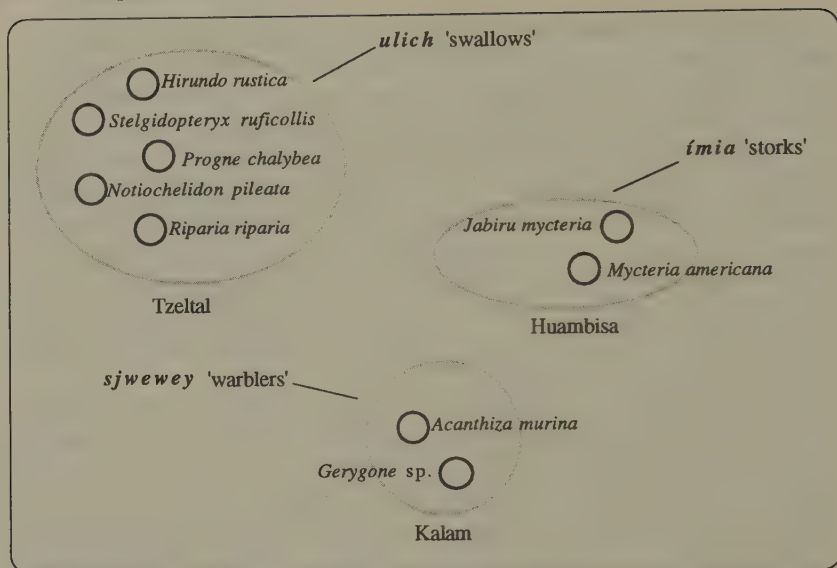 ulich 'swallows'
Hirundo rustica
Stelgidopteryx ruficollis
Progne chalybea
Notiochelidon pileata
Riparia riparia
Tzeltal
ímia 'storks'
Jabiru mycteria
Mycteria americana
Huambisa
sjwewey 'warblers'
Acanthiza murina
Gerygone sp.
Kalam